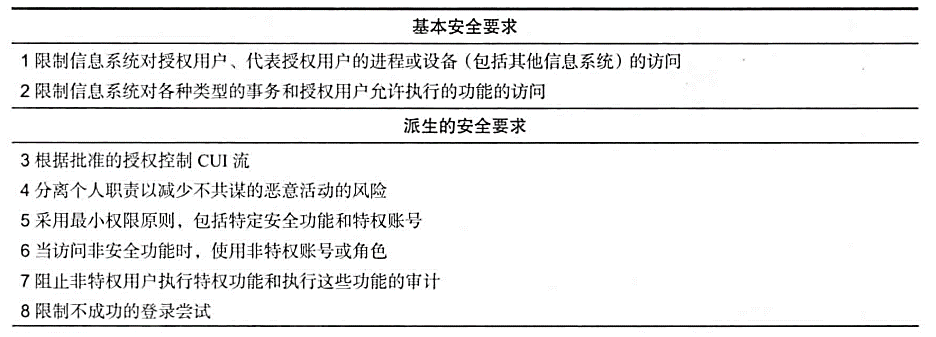 基本安全要求
1 限制信息系统对授权用户、代表授权用户的进程或设备（包括其他信息系统）的访问
2 限制信息系统对各种类型的事务和授权用户允许执行的功能的访问
派生的安全要求
3 根据批准的授权控制 CUI 流
4 分离个人职责以减少不共谋的恶意活动的风险
5 采用最小权限原则，包括特定安全功能和特权账号
6 当访问非安全功能时，使用非特权账号或角色
7 阻止非特权用户执行特权功能和执行这些功能的审计
8 限制不成功的登录尝试